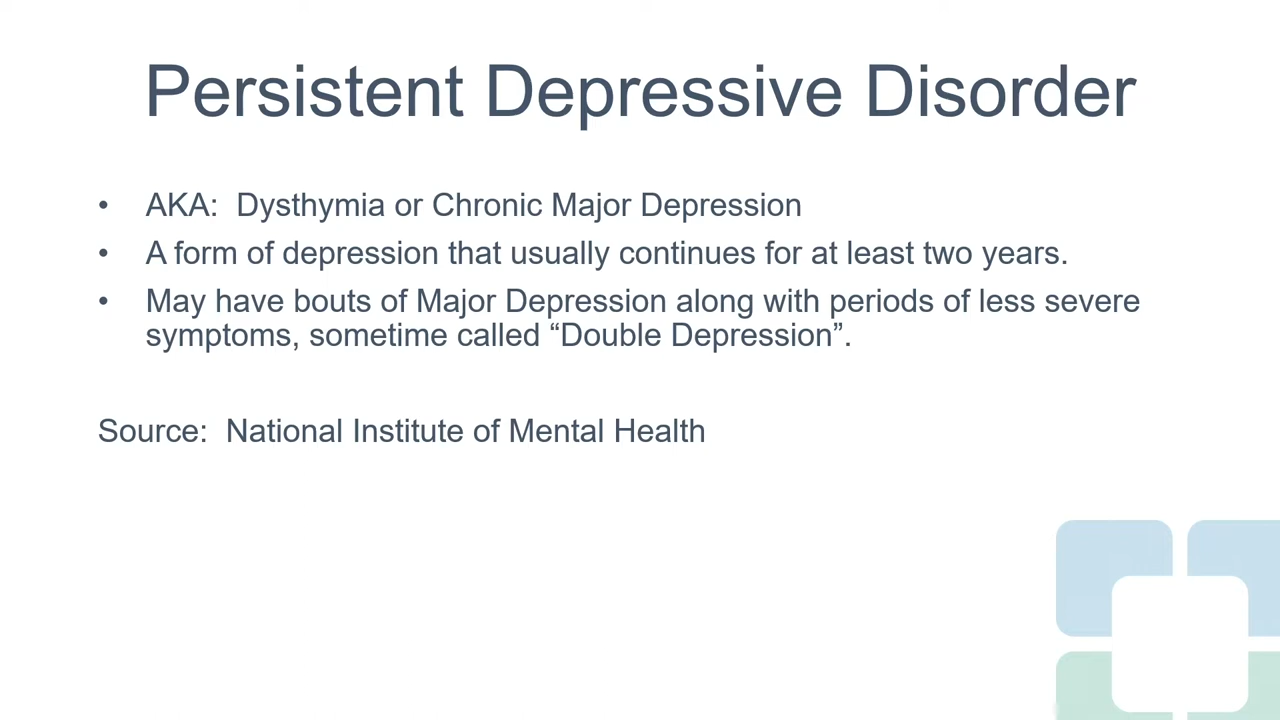 Persistent Depressive Disorder
• AKA:  Dysthymia or Chronic Major Depression
• A form of depression that usually continues for at least two years.
• May have bouts of Major Depression along with periods of less severe
symptoms, sometime called “Double Depression”.
Source:  National Institute of Mental Health